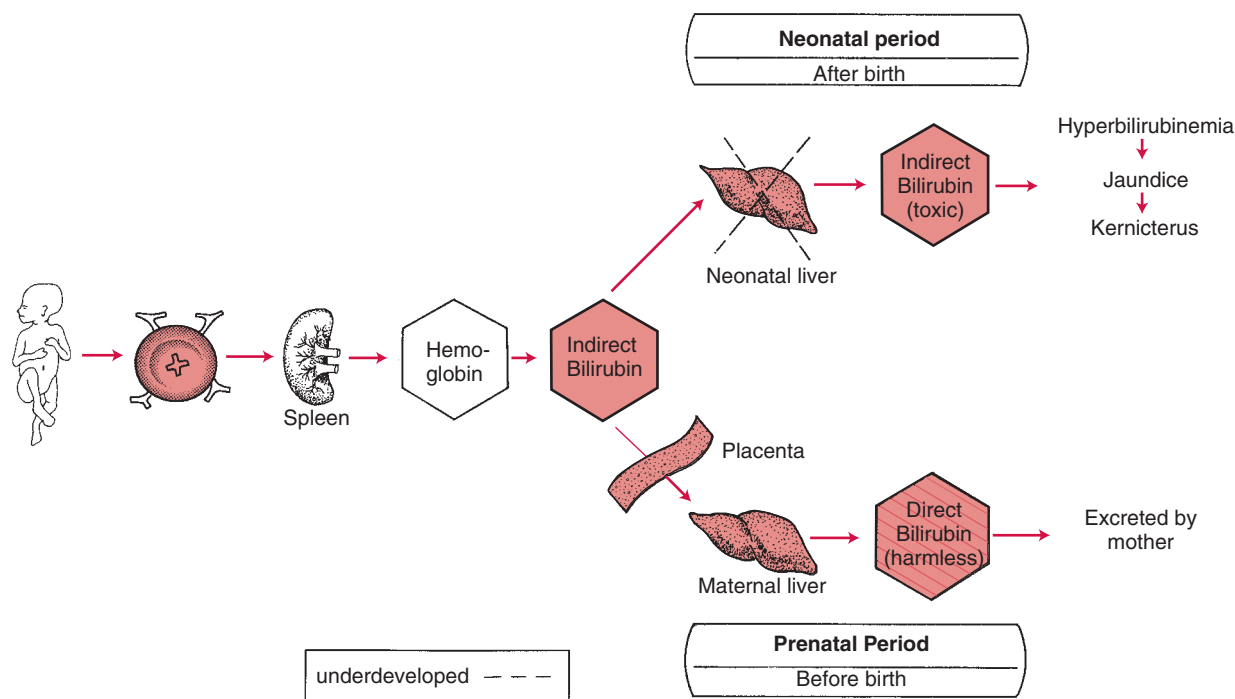 Neonatal period
After birth
Hyperbilirubinemia
Jaundice
Kernicterus
Indirect
Bilirubin
(toxic)
Neonatal liver
Hemo-
globin
Indirect
Bilirubin
Spleen
Placenta
Maternal liver
Direct
Bilirubin
(harmless)
Excreted by
mother
Prenatal Period
Before birth
underdeveloped